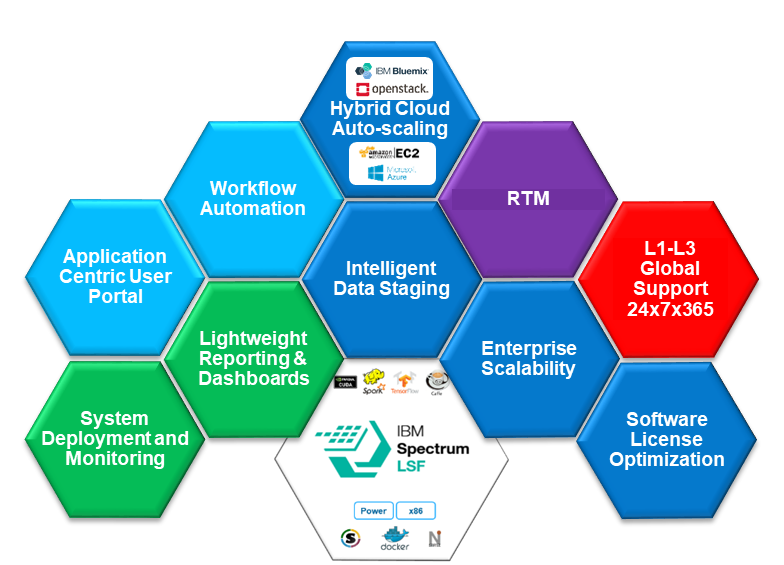 IBM Bluemix
openstack.
Hybrid Cloud
Auto-scaling
amazon
EC2
Microsoft
Azure
Workflow
Automation
RTM
Application
Centric User
Portal
Intelligent
Data Staging
L1-L3
Global
Support
24x7x365
Lightweight
Reporting &
Dashboards
Enterprise
Scalability
CUDA
Spark
TensorFlow
Caffe
System
Deployment and
Monitoring
IBM
Spectrum
LSF
Software
License
Optimization
Power
x86
S
docker